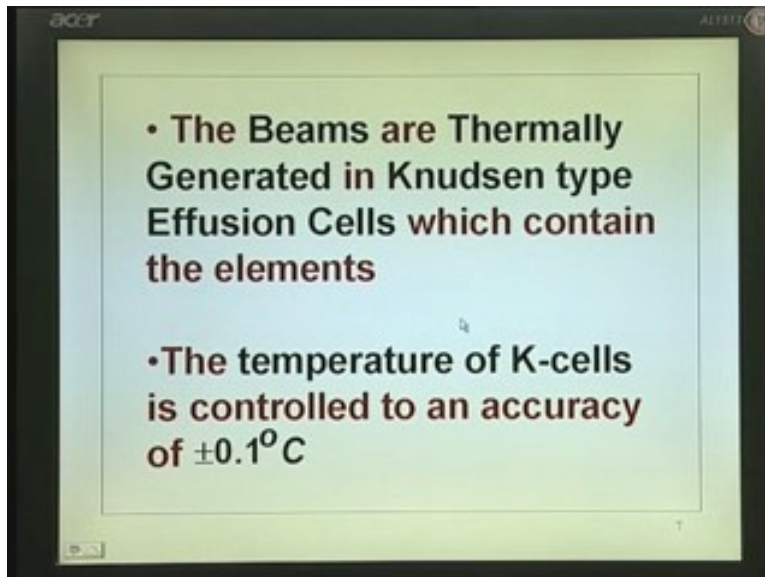 acer
• The Beams are Thermally
Generated in Knudsen type
Effusion Cells which contain
the elements
•The temperature of K-cells
is controlled to an accuracy
of ±0.1° C